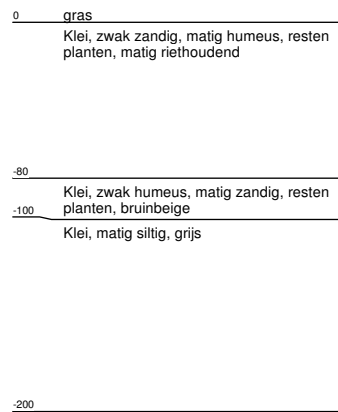 0 gras
Klei, zwak zandig, matig humeus, resten
planten, matig riethoudend
-80
Klei, zwak humeus, matig zandig, resten
planten, bruinbeige
-100
Klei, matig siltig, grijs
-200